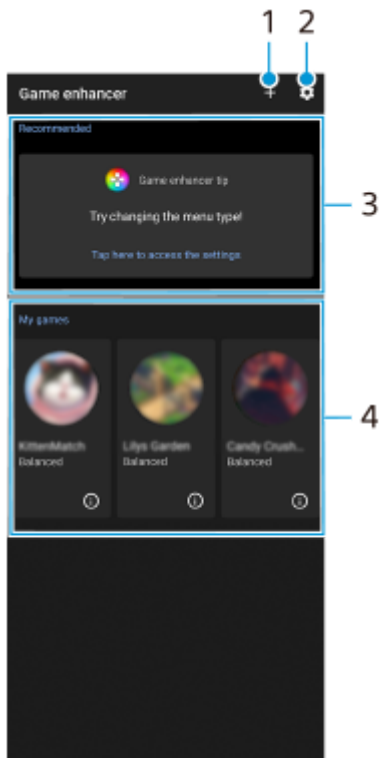 1 2
Game enhancer
Recommended
Game enhancer tip
Try changing the menu type!
Tap here to access the settings
3
My games
KittenMatch Lilys Garden Candy Crush...
Balanced Balanced Balanced
4